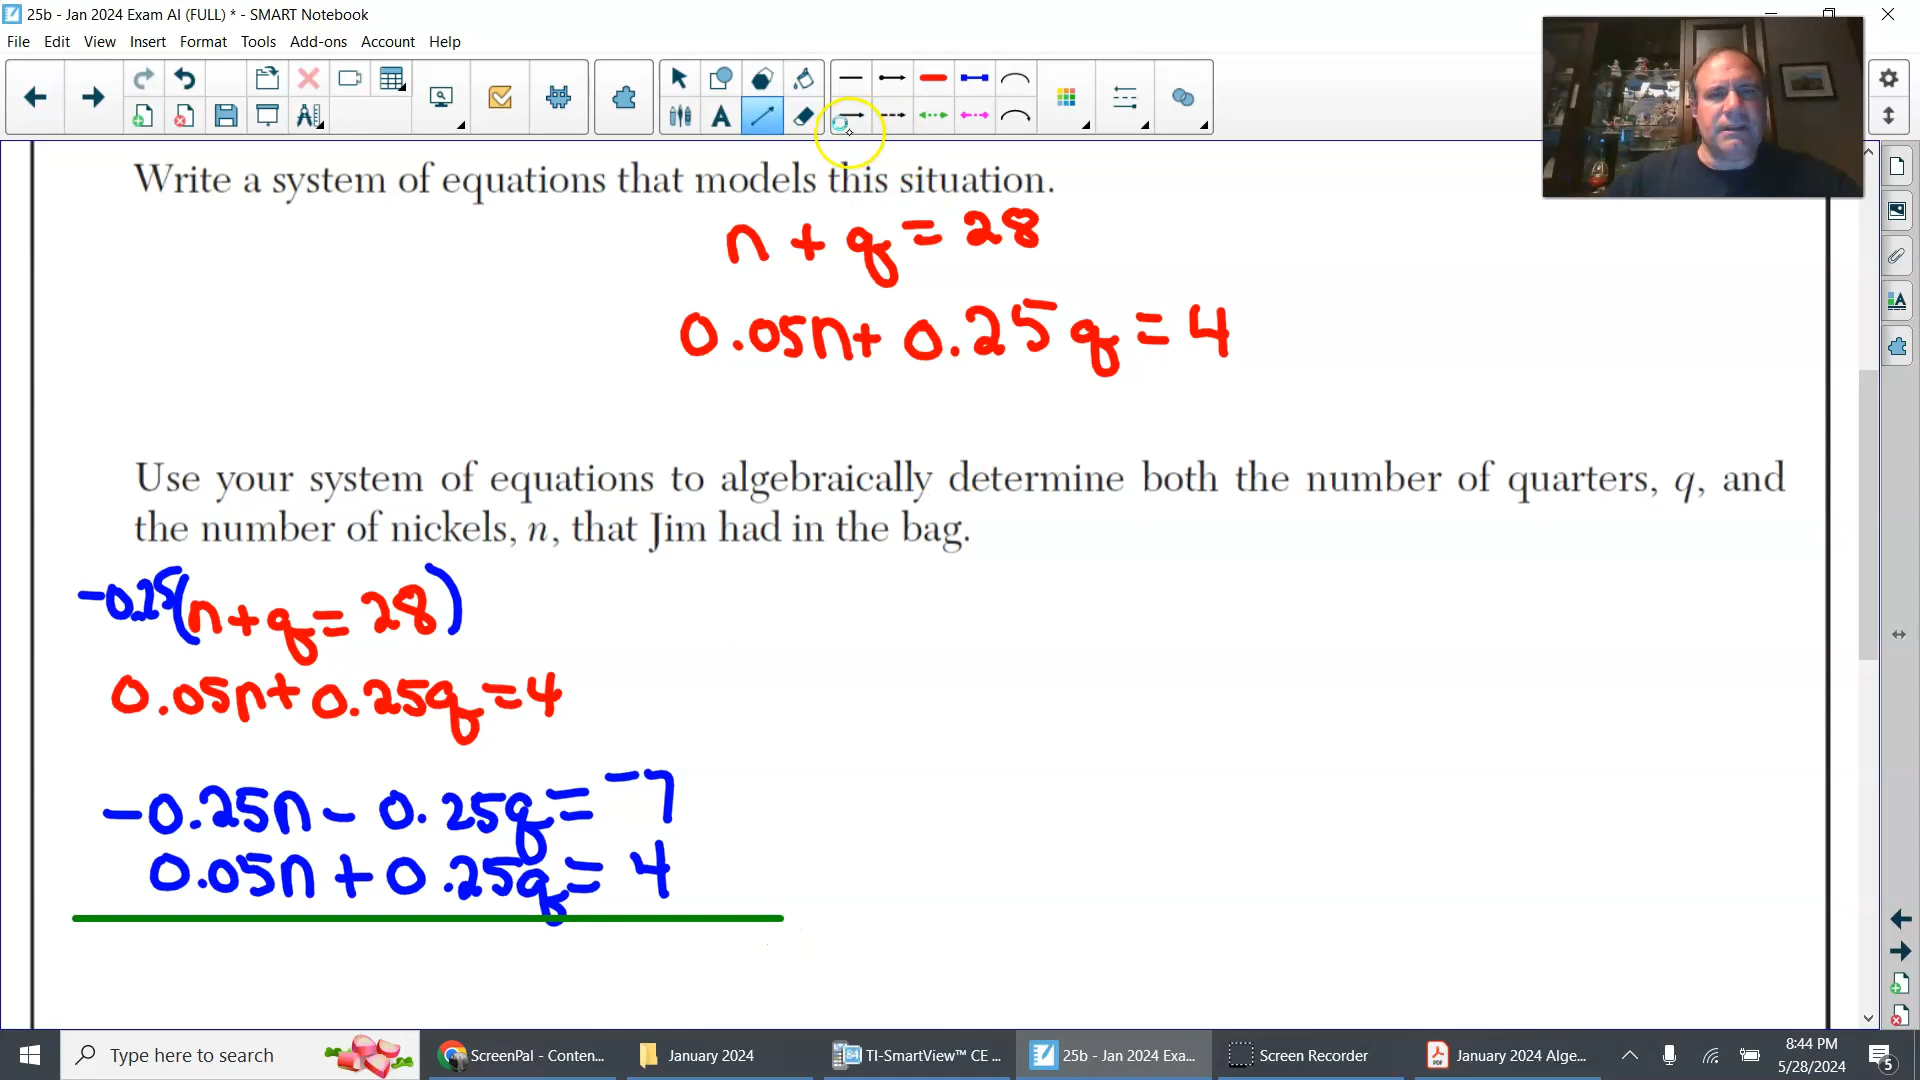 25b - Jan 2024 Exam AI (FULL) * - SMART Notebook
File Edit View Insert Format Tools Add-ons Account Help
Write a system of equations that models this situation.
n + q = 28
0.05n + 0.25q = 4
Use your system of equations to algebraically determine both the number of quarters, q, and
the number of nickels, n, that Jim had in the bag.
-0.25(n + q = 28)
0.05n + 0.25q = 4
-0.25n - 0.25q = -7
0.05n + 0.25q = 4
Type here to search
ScreenPal - Conten...
January 2024
TI-SmartView™ CE ...
25b - Jan 2024 Exa...
Screen Recorder
January 2024 Alge...
8:44 PM
5/28/2024
5